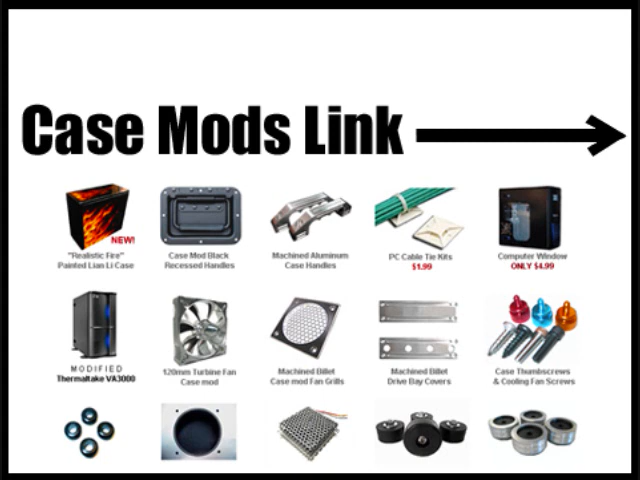 Case Mods Link
NEW!
"Realistic Fire"
Painted Lian Li Case
Case Mod Black
Recessed Handles
Machined Aluminum
Case Handles
PC Cable Tie Kits
$1.99
Computer Window
ONLY $4.99
MODIFIED
Thermaltake VA3000
120mm Turbine Fan
Case mod
Machined Billet
Case mod Fan Grills
Machined Billet
Drive Bay Covers
Case Thumbscrews
& Cooling Fan Screws